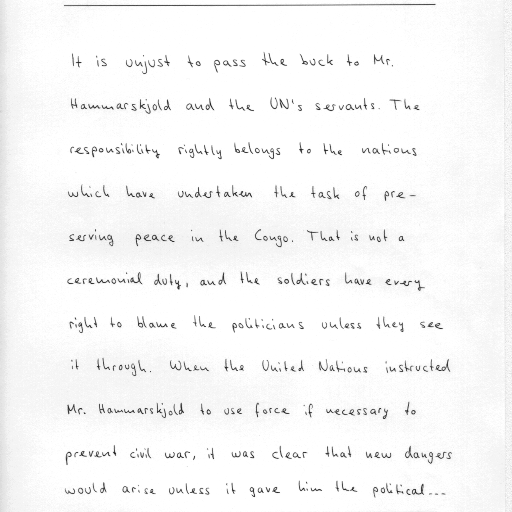 It is unjust to pass the buck to Mr.
Hammarskjold and the UN's servants. The
responsibility rightly belongs to the nations
which have undertaken the task of pre-
serving peace in the Congo. That is not a
ceremonial duty, and the soldiers have every
right to blame the politicians unless they see
it through. When the United Nations instructed
Mr. Hammarskjold to use force if necessary to
prevent civil war, it was clear that new dangers
would arise unless it gave him the political...